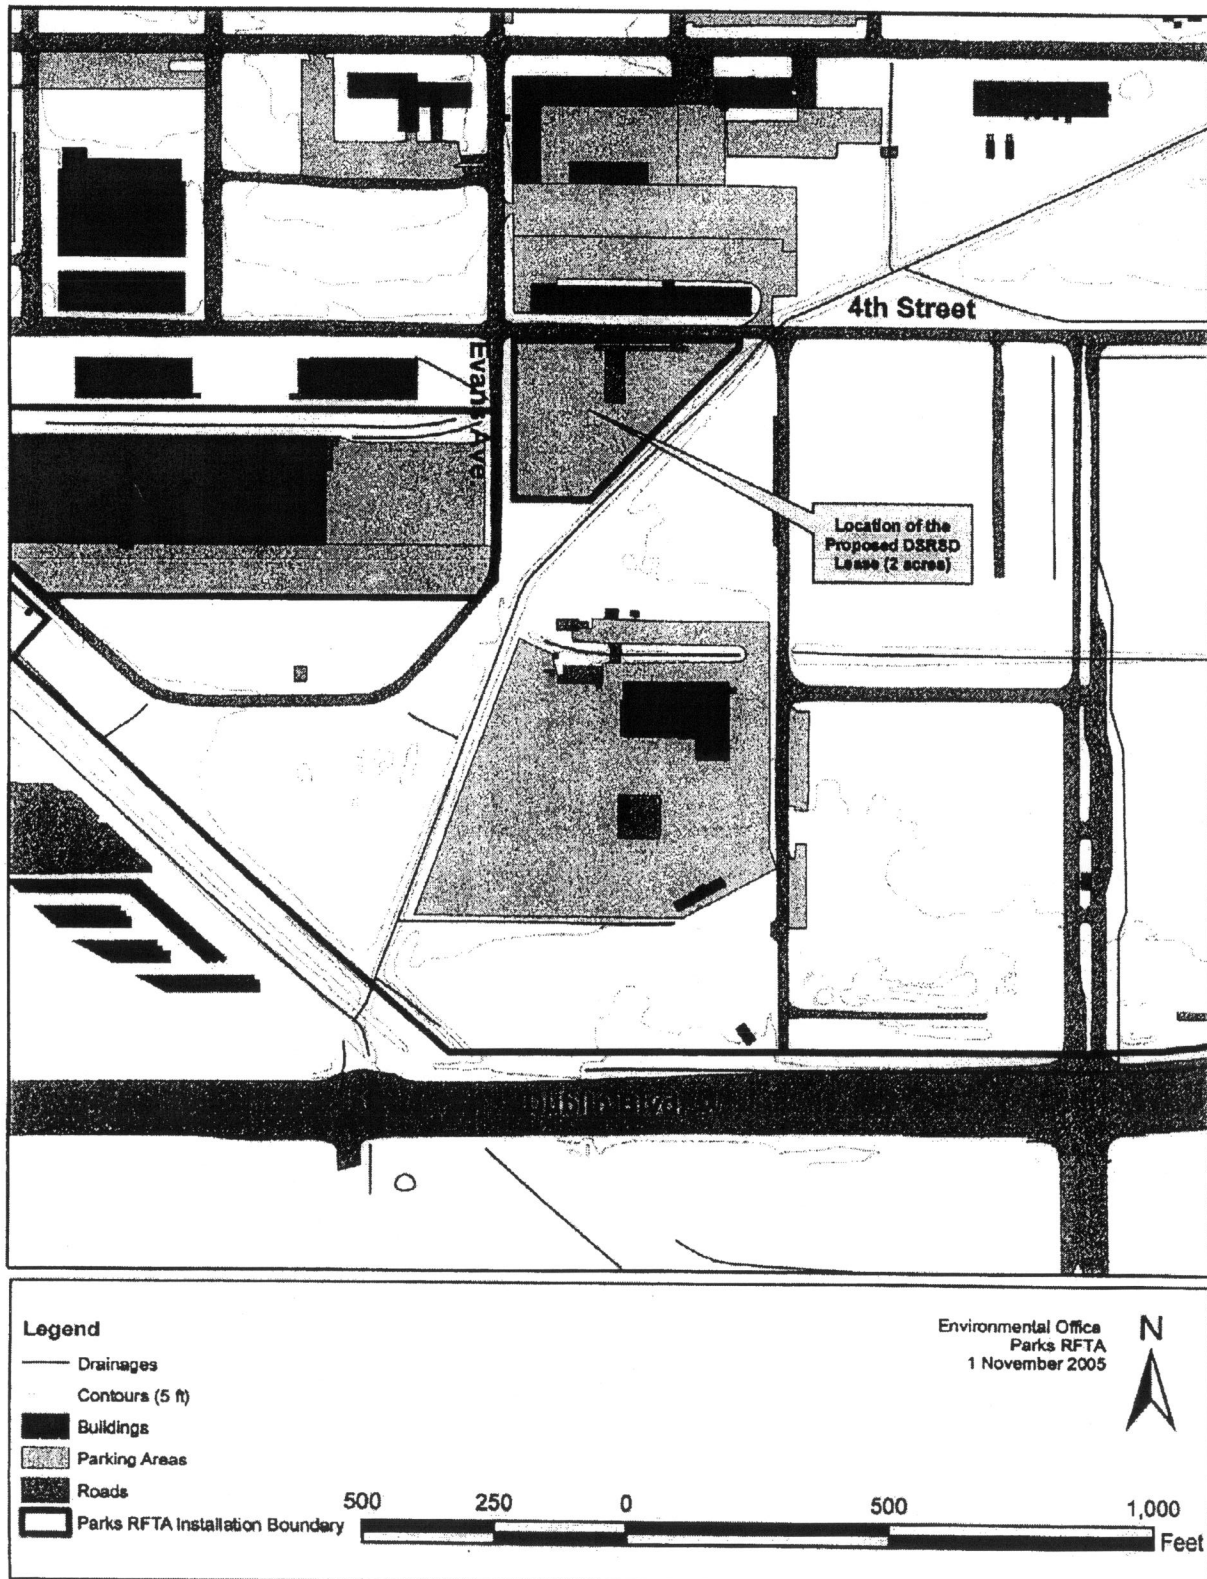 4th Street
Evans Ave.
Location of the
Proposed DSRSD
Lease (2 acres)
Dublin Blvd
Legend
Drainages
Contours (5 ft)
Buildings
Parking Areas
Roads
Parks RFTA Installation Boundary
Environmental Office
Parks RFTA
1 November 2005
N
500 250 0 500 1,000
Feet